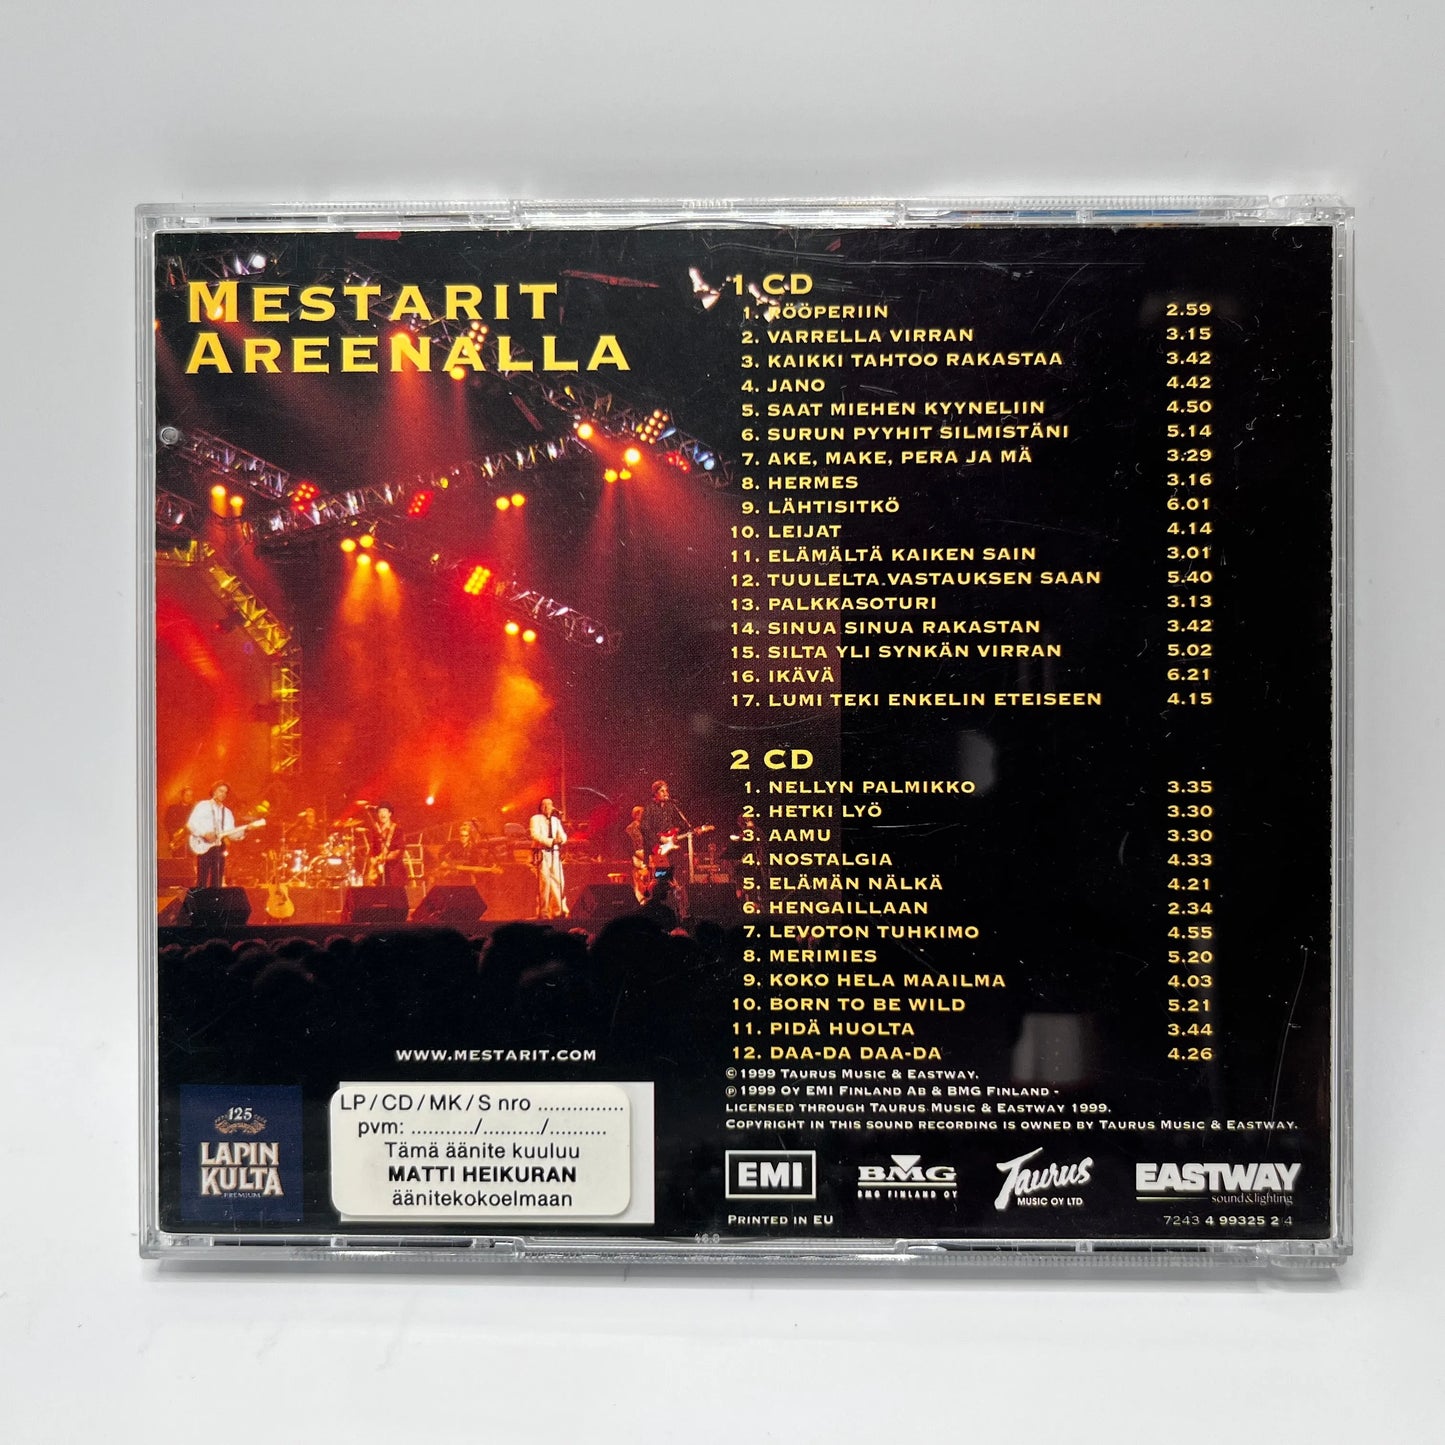 MESTARIT
AREENALLA
1 CD
1. RÖÖPERIIN 2.59
2. VARRELLA VIRRAN 3.15
3. KAIKKI TAHTOO RAKASTAA 3.42
4. JANO 4.42
5. SAAT MIEHEN KYYNELIIN 4.50
6. SURUN PYYHIT SILMISTÄNI 5.14
7. AKE, MAKE, PERA JA MÄ 3:29
8. HERMES 3.16
9. LÄHTISITKÖ 6.01
10. LEIJAT 4.14
11. ELÄMÄLTÄ KAIKEN SAIN 3.01
12. TUULELTA VASTAUKSEN SAAN 5.40
13. PALKKASOTURI 3.13
14. SINUA SINUA RAKASTAN 3.42
15. SILTA YLI SYNKÄN VIRRAN 5.02
16. IKÄVÄ 6.21
17. LUMI TEKI ENKELIN ETEISEEN 4.15
2 CD
1. NELLYN PALMIKKO 3.35
2. HETKI LYÖ 3.30
3. AAMU 3.30
4. NOSTALGIA 4.33
5. ELÄMÄN NÄLKÄ 4.21
6. HENGAILLAAN 2.34
7. LEVOTON TUHKIMO 4.55
8. MERIMIES 5.20
9. KOKO HELA MAAILMA 4.03
10. BORN TO BE WILD 5.21
11. PIDÄ HUOLTA 3.44
12. DAA-DA DAA-DA 4.26
WWW.MESTARIT.COM
© 1999 TAURUS MUSIC & EASTWAY.
℗ 1999 OY EMI FINLAND AB & BMG FINLAND -
LICENSED THROUGH TAURUS MUSIC & EASTWAY 1999.
COPYRIGHT IN THIS SOUND RECORDING IS OWNED BY TAURUS MUSIC & EASTWAY.
125
LAPIN
KULTA
PREMIUM
LP/CD/MK/S nro ...............
pvm: .........../........../..........
Tämä äänite kuuluu
MATTI HEIKURAN
äänitekokoelmaan
EMI
BMG
BMG FINLAND OY
Taurus
MUSIC OY LTD
EASTWAY
sound&lighting
PRINTED IN EU
7243 4 99325 2 4